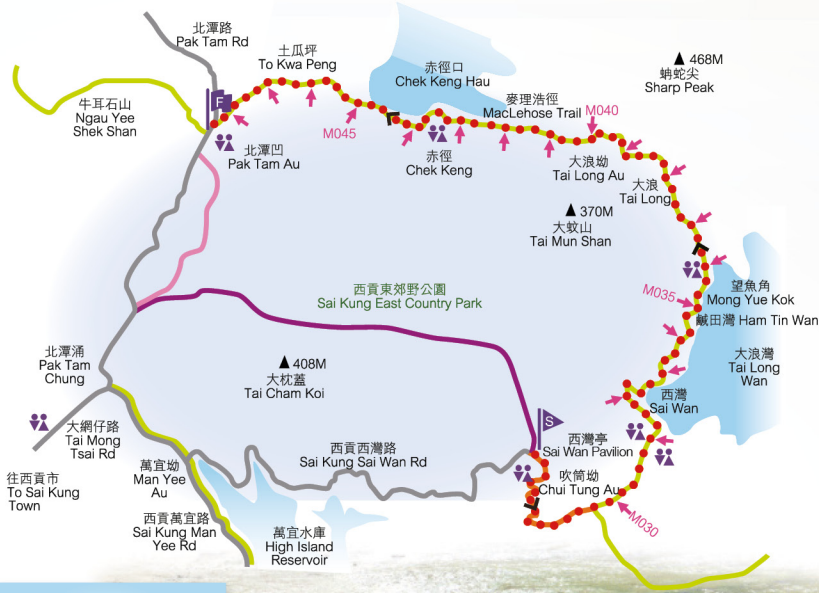 北潭路
Pak Tam Rd
土瓜坪
To Kwa Peng
赤徑口
Chek Keng Hau
468M
蚺蛇尖
Sharp Peak
牛耳石山
Ngau Yee
Shek Shan
F
M045
麥理浩徑
MacLehose Trail
M040
北潭凹
Pak Tam Au
赤徑
Chek Keng
大浪坳
Tai Long Au
大浪
Tai Long
370M
大蚊山
Tai Mun Shan
望魚角
Mong Yue Kok
M035
鹹田灣 Ham Tin Wan
西貢東郊野公園
Sai Kung East Country Park
大浪灣
Tai Long
Wan
北潭涌
Pak Tam
Chung
408M
大枕蓋
Tai Cham Koi
西灣
Sai Wan
S
大網仔路
Tai Mong
Tsai Rd
西貢西灣路
Sai Kung Sai Wan Rd
西灣亭
Sai Wan Pavilion
吹筒坳
Chui Tung Au
往西貢市
To Sai Kung
Town
萬宜坳
Man Yee
Au
西貢萬宜路
Sai Kung Man
Yee Rd
萬宜水庫
High Island
Reservoir
M030